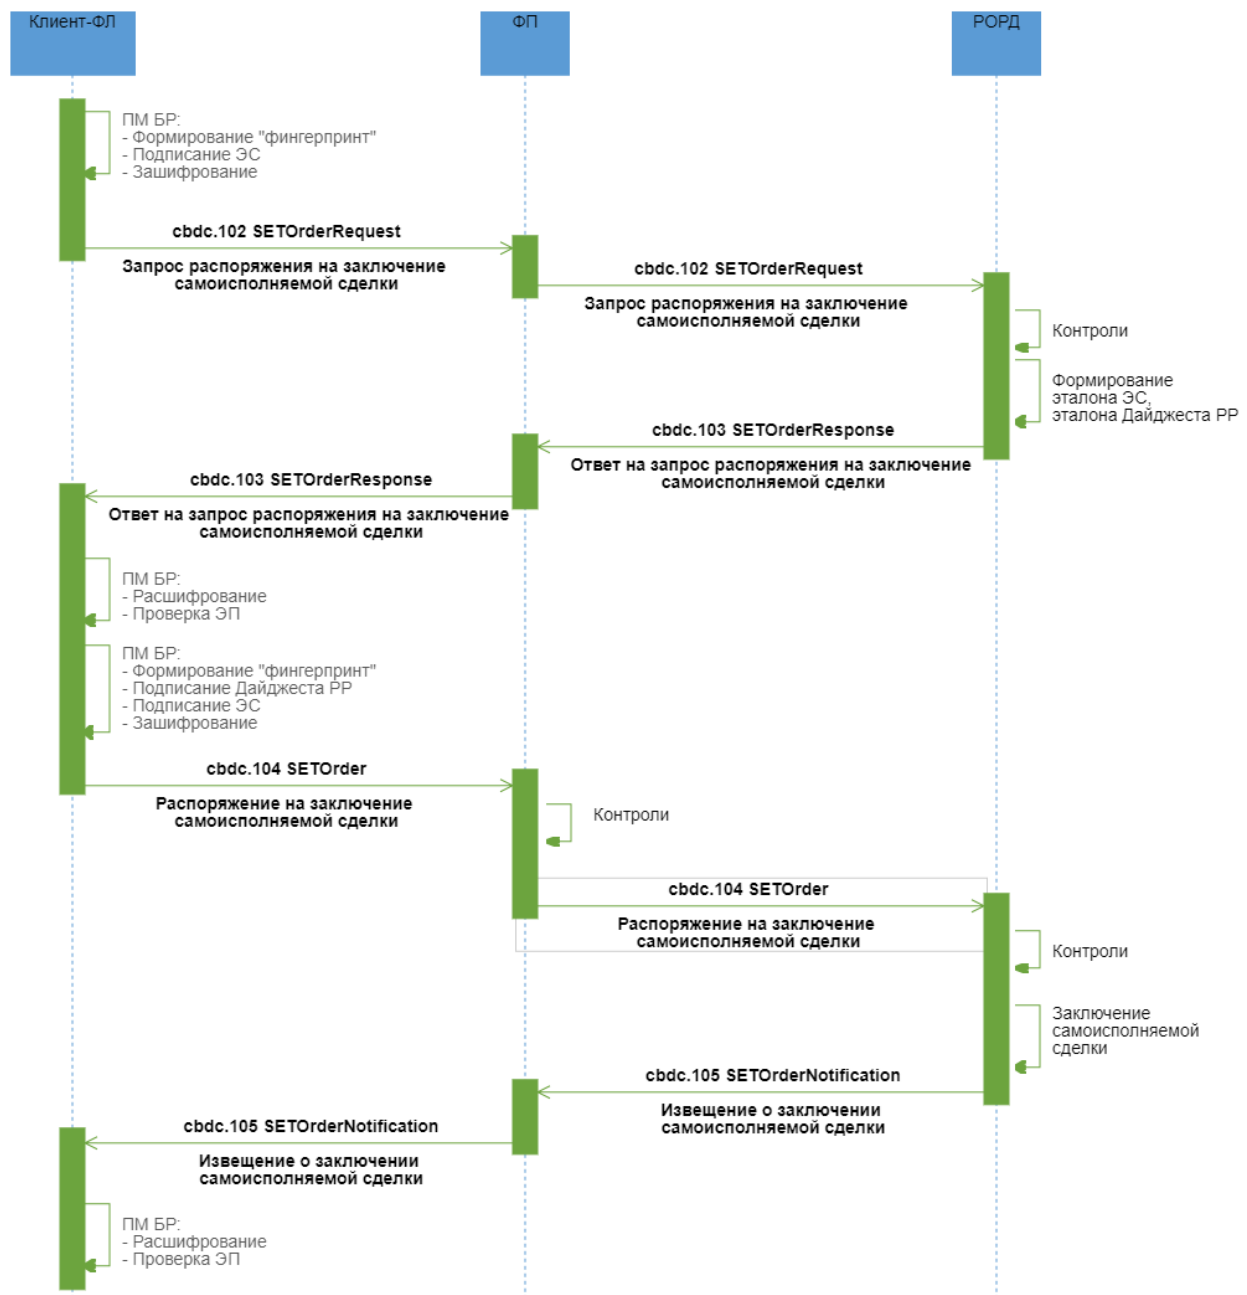 Клиент-ФЛ
ФП
РОРД
ПМ БР:
- Формирование "фингерпринт"
- Подписание ЭС
- Зашифрование
cbdc.102 SETOrderRequest
Запрос распоряжения на заключение
самоисполняемой сделки
cbdc.102 SETOrderRequest
Запрос распоряжения на заключение
самоисполняемой сделки
Контроли
Формирование
эталона ЭС,
эталона Дайджеста РР
cbdc.103 SETOrderResponse
Ответ на запрос распоряжения на заключение
самоисполняемой сделки
cbdc.103 SETOrderResponse
Ответ на запрос распоряжения на заключение
самоисполняемой сделки
ПМ БР:
- Расшифрование
- Проверка ЭП
ПМ БР:
- Формирование "фингерпринт"
- Подписание Дайджеста РР
- Подписание ЭС
- Зашифрование
cbdc.104 SETOrder
Распоряжение на заключение
самоисполняемой сделки
Контроли
cbdc.104 SETOrder
Распоряжение на заключение
самоисполняемой сделки
Контроли
Заключение
самоисполняемой
сделки
cbdc.105 SETOrderNotification
Извещение о заключении
самоисполняемой сделки
cbdc.105 SETOrderNotification
Извещение о заключении
самоисполняемой сделки
ПМ БР:
- Расшифрование
- Проверка ЭП